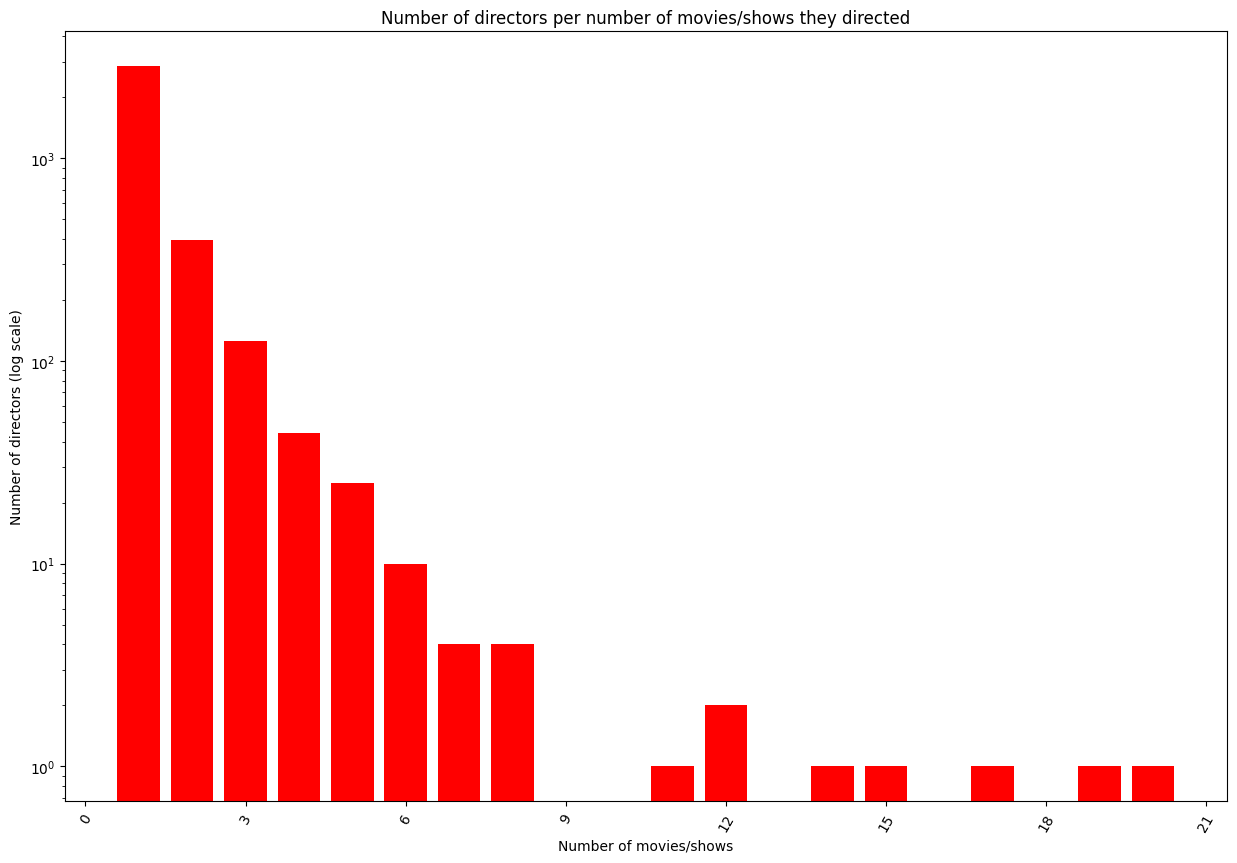 Number of directors per number of movies/shows they directed
Number of directors (log scale)
10³
10²
10¹
10⁰
0 3 6 9 12 15 18 21
Number of movies/shows